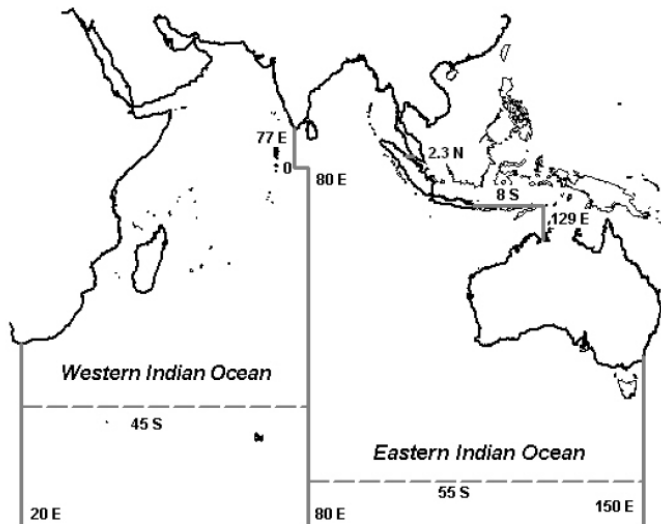 77 E
2.3 N
0
80 E
8 S
129 E
Western Indian Ocean
45 S
Eastern Indian Ocean
55 S
20 E
80 E
150 E